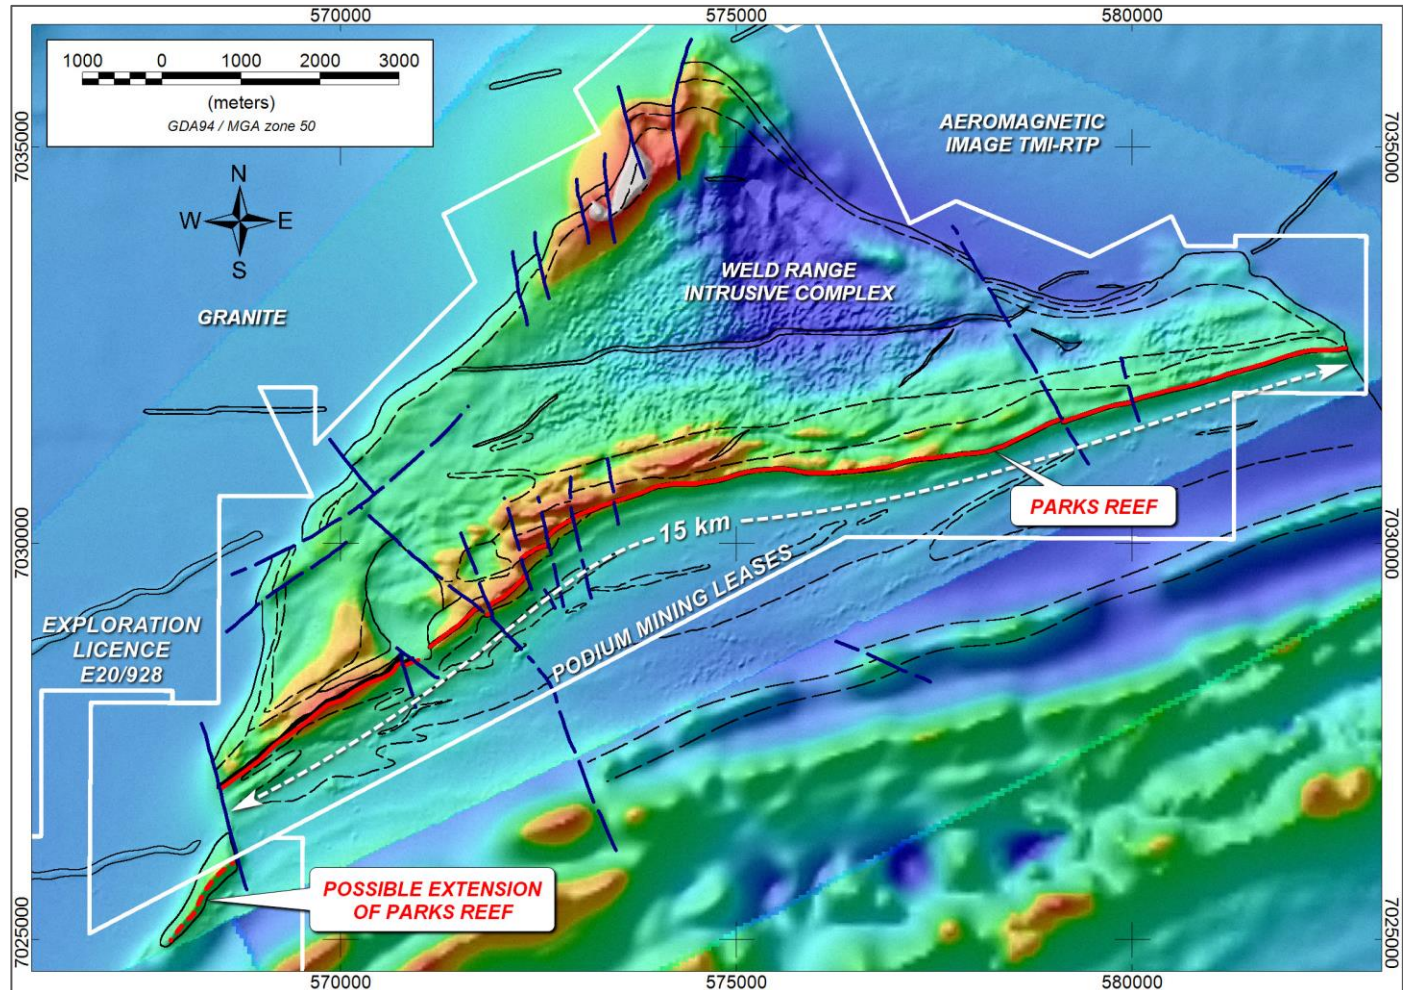 570000
575000
580000
1000 0 1000 2000 3000
(meters)
GDA94 / MGA zone 50
N
W E
S
7035000
7035000
AEROMAGNETIC
IMAGE TMI-RTP
WELD RANGE
INTRUSIVE COMPLEX
GRANITE
PARKS REEF
15 km
7030000
7030000
PODIUM MINING LEASES
EXPLORATION
LICENCE
E20/928
POSSIBLE EXTENSION
OF PARKS REEF
7025000
7025000
570000
575000
580000